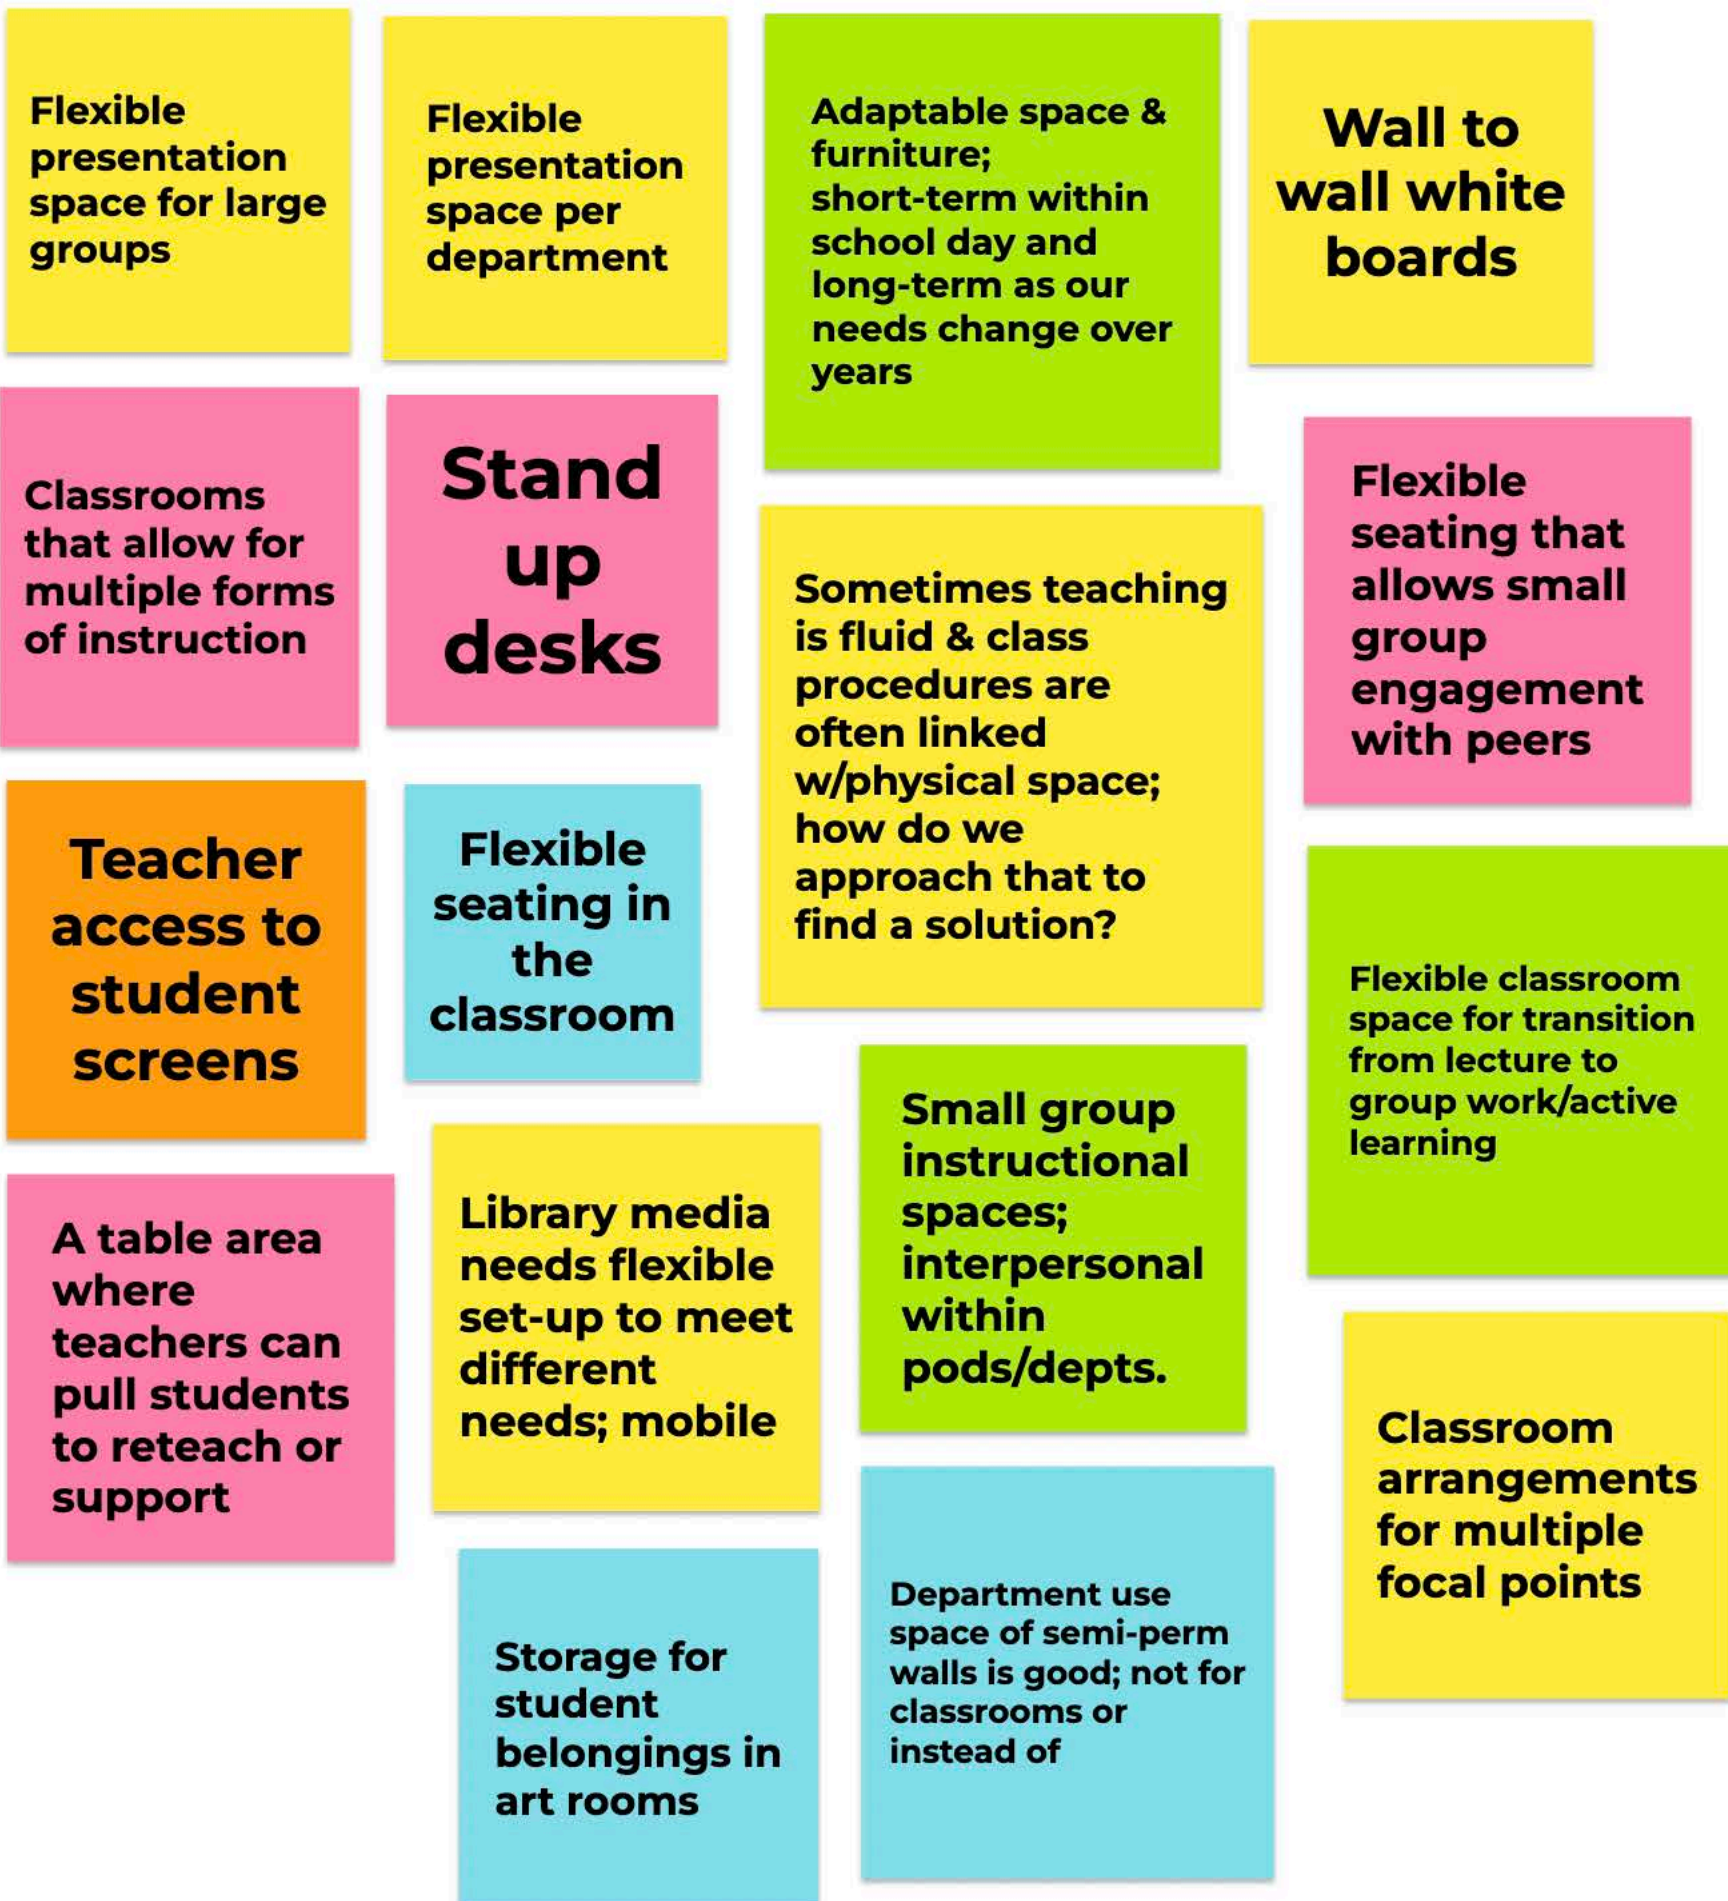 Flexible
presentation
space for large
groups
Flexible
presentation
space per
department
Adaptable space &
furniture;
short-term within
school day and
long-term as our
needs change over
years
Wall to
wall white
boards
Classrooms
that allow for
multiple forms
of instruction
Stand
up
desks
Sometimes teaching
is fluid & class
procedures are
often linked
w/physical space;
how do we
approach that to
find a solution?
Flexible
seating that
allows small
group
engagement
with peers
Teacher
access to
student
screens
Flexible
seating in
the
classroom
Flexible classroom
space for transition
from lecture to
group work/active
learning
A table area
where
teachers can
pull students
to reteach or
support
Library media
needs flexible
set-up to meet
different
needs; mobile
Small group
instructional
spaces;
interpersonal
within
pods/depts.
Classroom
arrangements
for multiple
focal points
Storage for
student
belongings in
art rooms
Department use
space of semi-perm
walls is good; not for
classrooms or
instead of